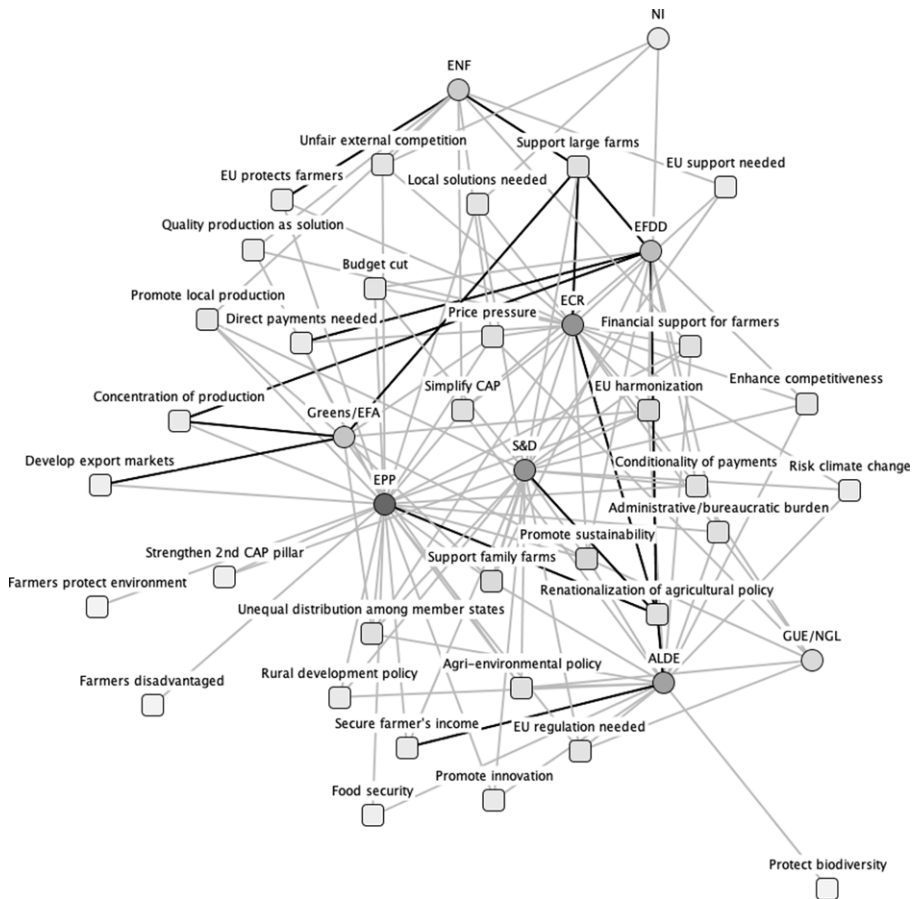 NI
ENF
Unfair external competition
Support large farms
EU support needed
EU protects farmers
Local solutions needed
Quality production as solution
EFDD
Budget cut
Promote local production
ECR
Direct payments needed
Price pressure
Financial support for farmers
Simplify CAP
EU harmonization
Enhance competitiveness
Concentration of production
Greens/EFA
S&D
Develop export markets
Conditionality of payments
Risk climate change
EPP
Administrative/bureaucratic burden
Promote sustainability
Strengthen 2nd CAP pillar
Support family farms
Farmers protect environment
Renationalization of agricultural policy
Unequal distribution among member states
GUE/NGL
ALDE
Agri-environmental policy
Rural development policy
Farmers disadvantaged
Secure farmer's income
EU regulation needed
Promote innovation
Food security
Protect biodiversity